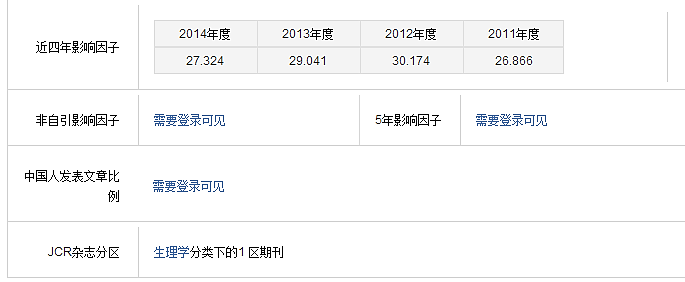 近四年影响因子
2014年度 2013年度 2012年度 2011年度
27.324 29.041 30.174 26.866
非自引影响因子 需要登录可见 5年影响因子 需要登录可见
中国人发表文章比
例
需要登录可见
JCR杂志分区 生理学分类下的1 区期刊